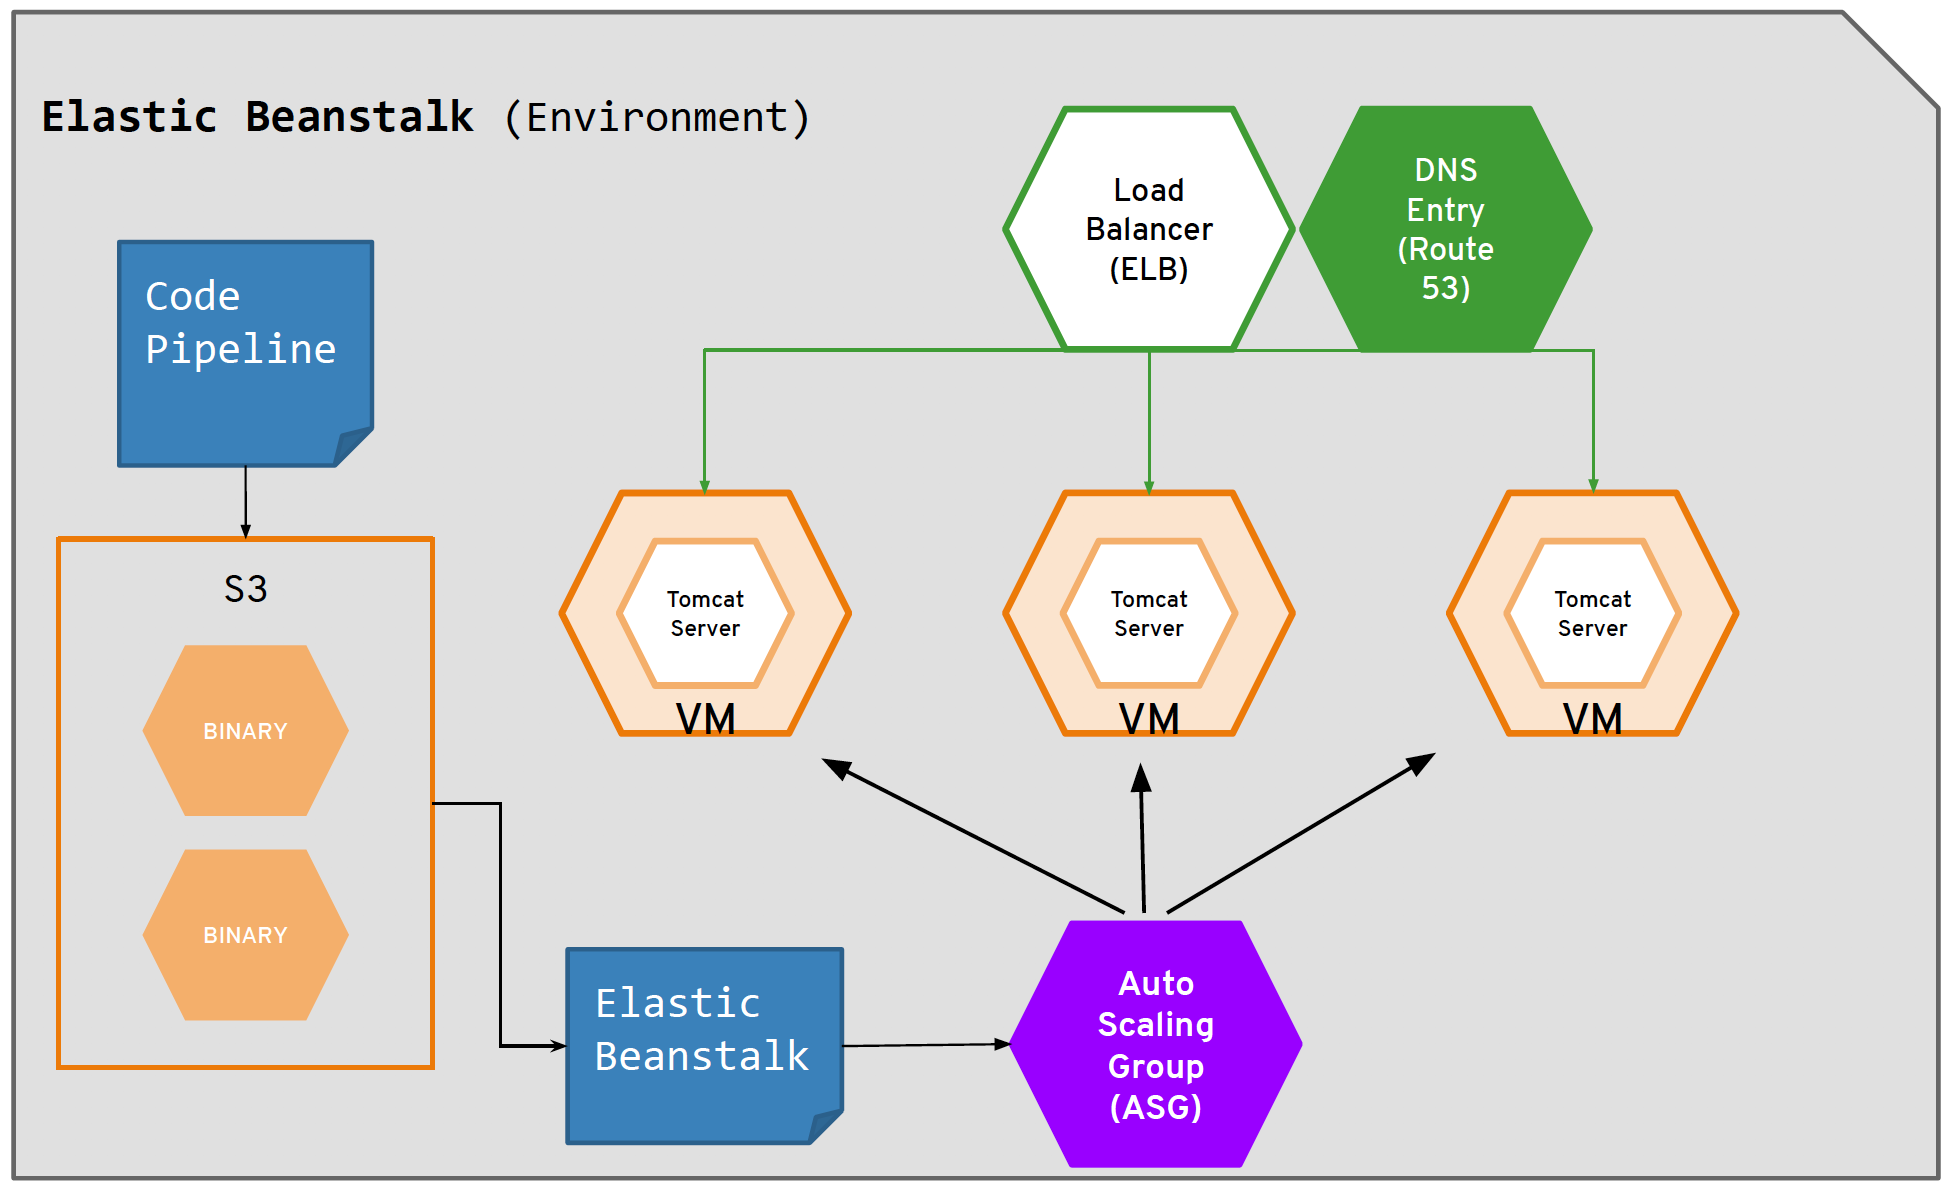 Elastic Beanstalk (Environment)
Load
Balancer
(ELB)
DNS
Entry
(Route
53)
Code
Pipeline
S3
BINARY
BINARY
Tomcat
Server
VM
Tomcat
Server
VM
Tomcat
Server
VM
Elastic
Beanstalk
Auto
Scaling
Group
(ASG)